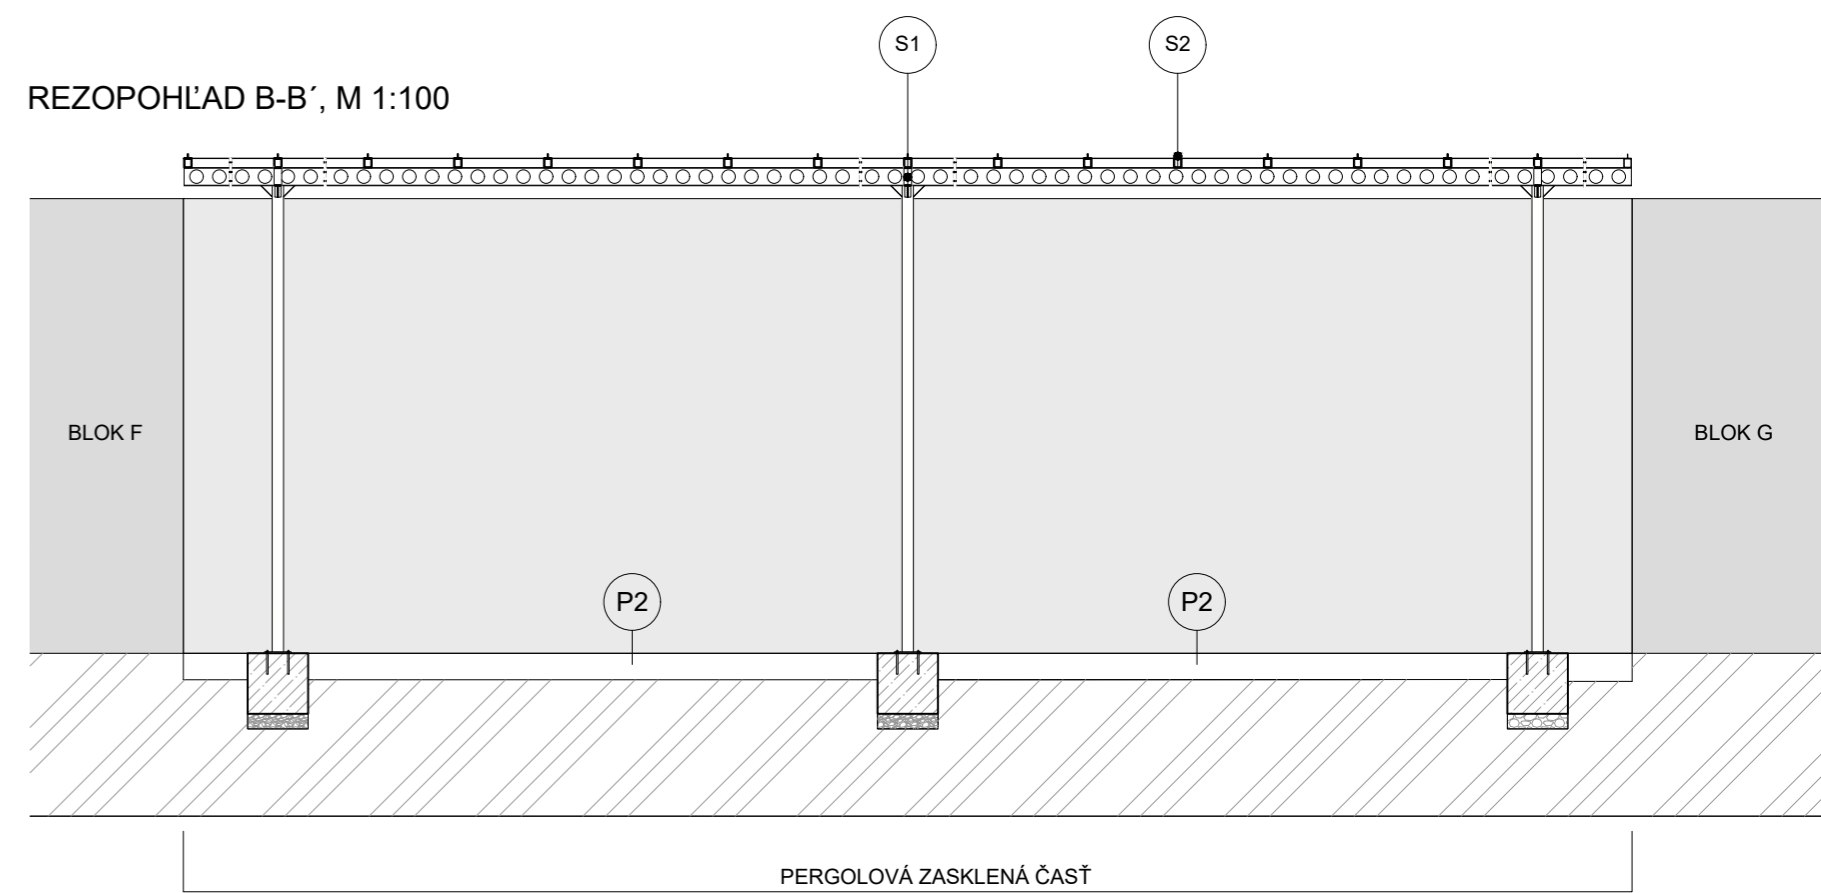 S1
S2
REZOPOHĽAD B-B´, M 1:100
BLOK F
BLOK G
P2
P2
PERGOLOVÁ ZASKLENÁ ČASŤ